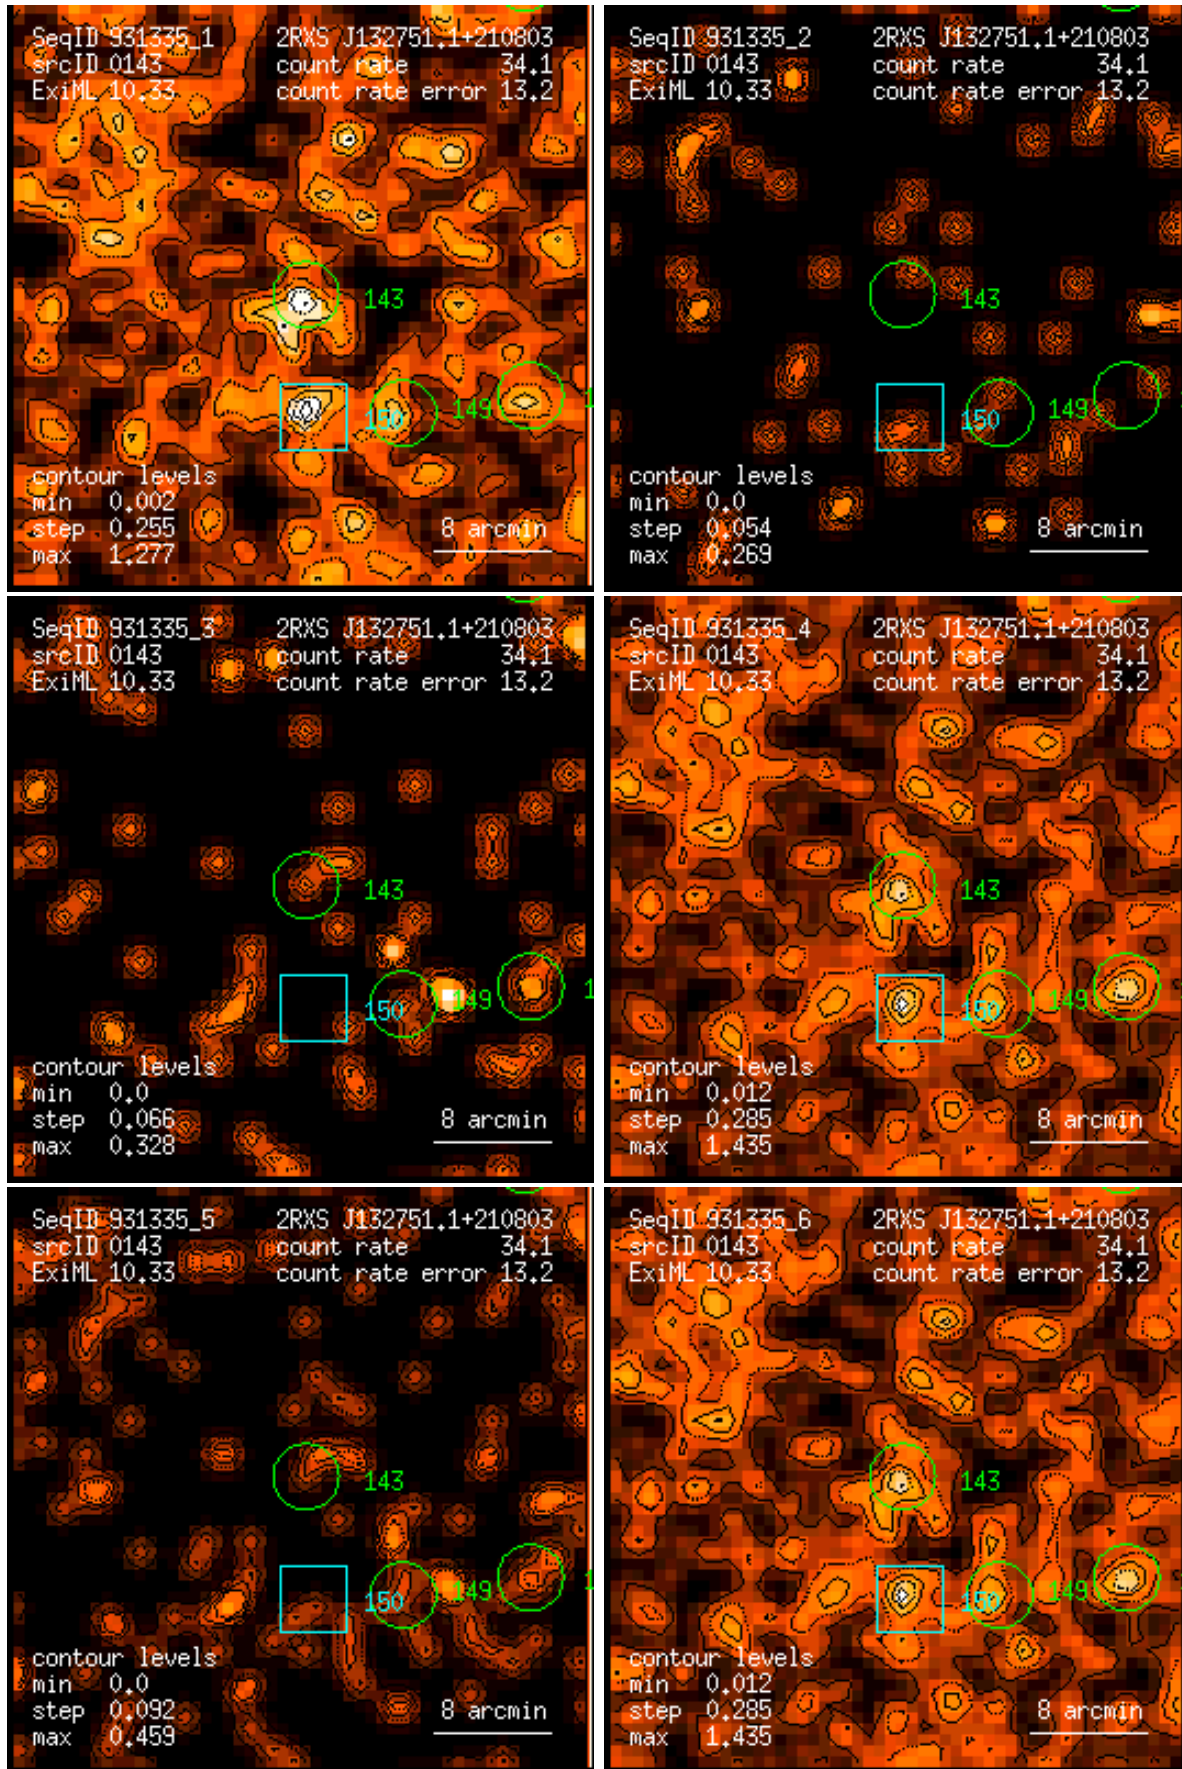 SeqID 931335_1 2RXS J132751.1+210803
srcID 0143 count rate 34.1
ExiML 10.33 count rate error 13.2
143
150 149 1
contour levels
min 0.002
step 0.255 8 arcmin
max 1.277
SeqID 931335_2 2RXS J132751.1+210803
srcID 0143 count rate 34.1
ExiML 10.33 count rate error 13.2
143
150 149
contour levels
min 0.0
step 0.054 8 arcmin
max 0.269
SeqID 931335_3 2RXS J132751.1+210803
srcID 0143 count rate 34.1
ExiML 10.33 count rate error 13.2
143
150 149 1
contour levels
min 0.0
step 0.066 8 arcmin
max 0.328
SeqID 931335_4 2RXS J132751.1+210803
srcID 0143 count rate 34.1
ExiML 10.33 count rate error 13.2
143
150 149
contour levels
min 0.012
step 0.285 8 arcmin
max 1.435
SeqID 931335_5 2RXS J132751.1+210803
srcID 0143 count rate 34.1
ExiML 10.33 count rate error 13.2
143
150 149 1
contour levels
min 0.0
step 0.092 8 arcmin
max 0.459
SeqID 931335_6 2RXS J132751.1+210803
srcID 0143 count rate 34.1
ExiML 10.33 count rate error 13.2
143
150 149
contour levels
min 0.012
step 0.285 8 arcmin
max 1.435